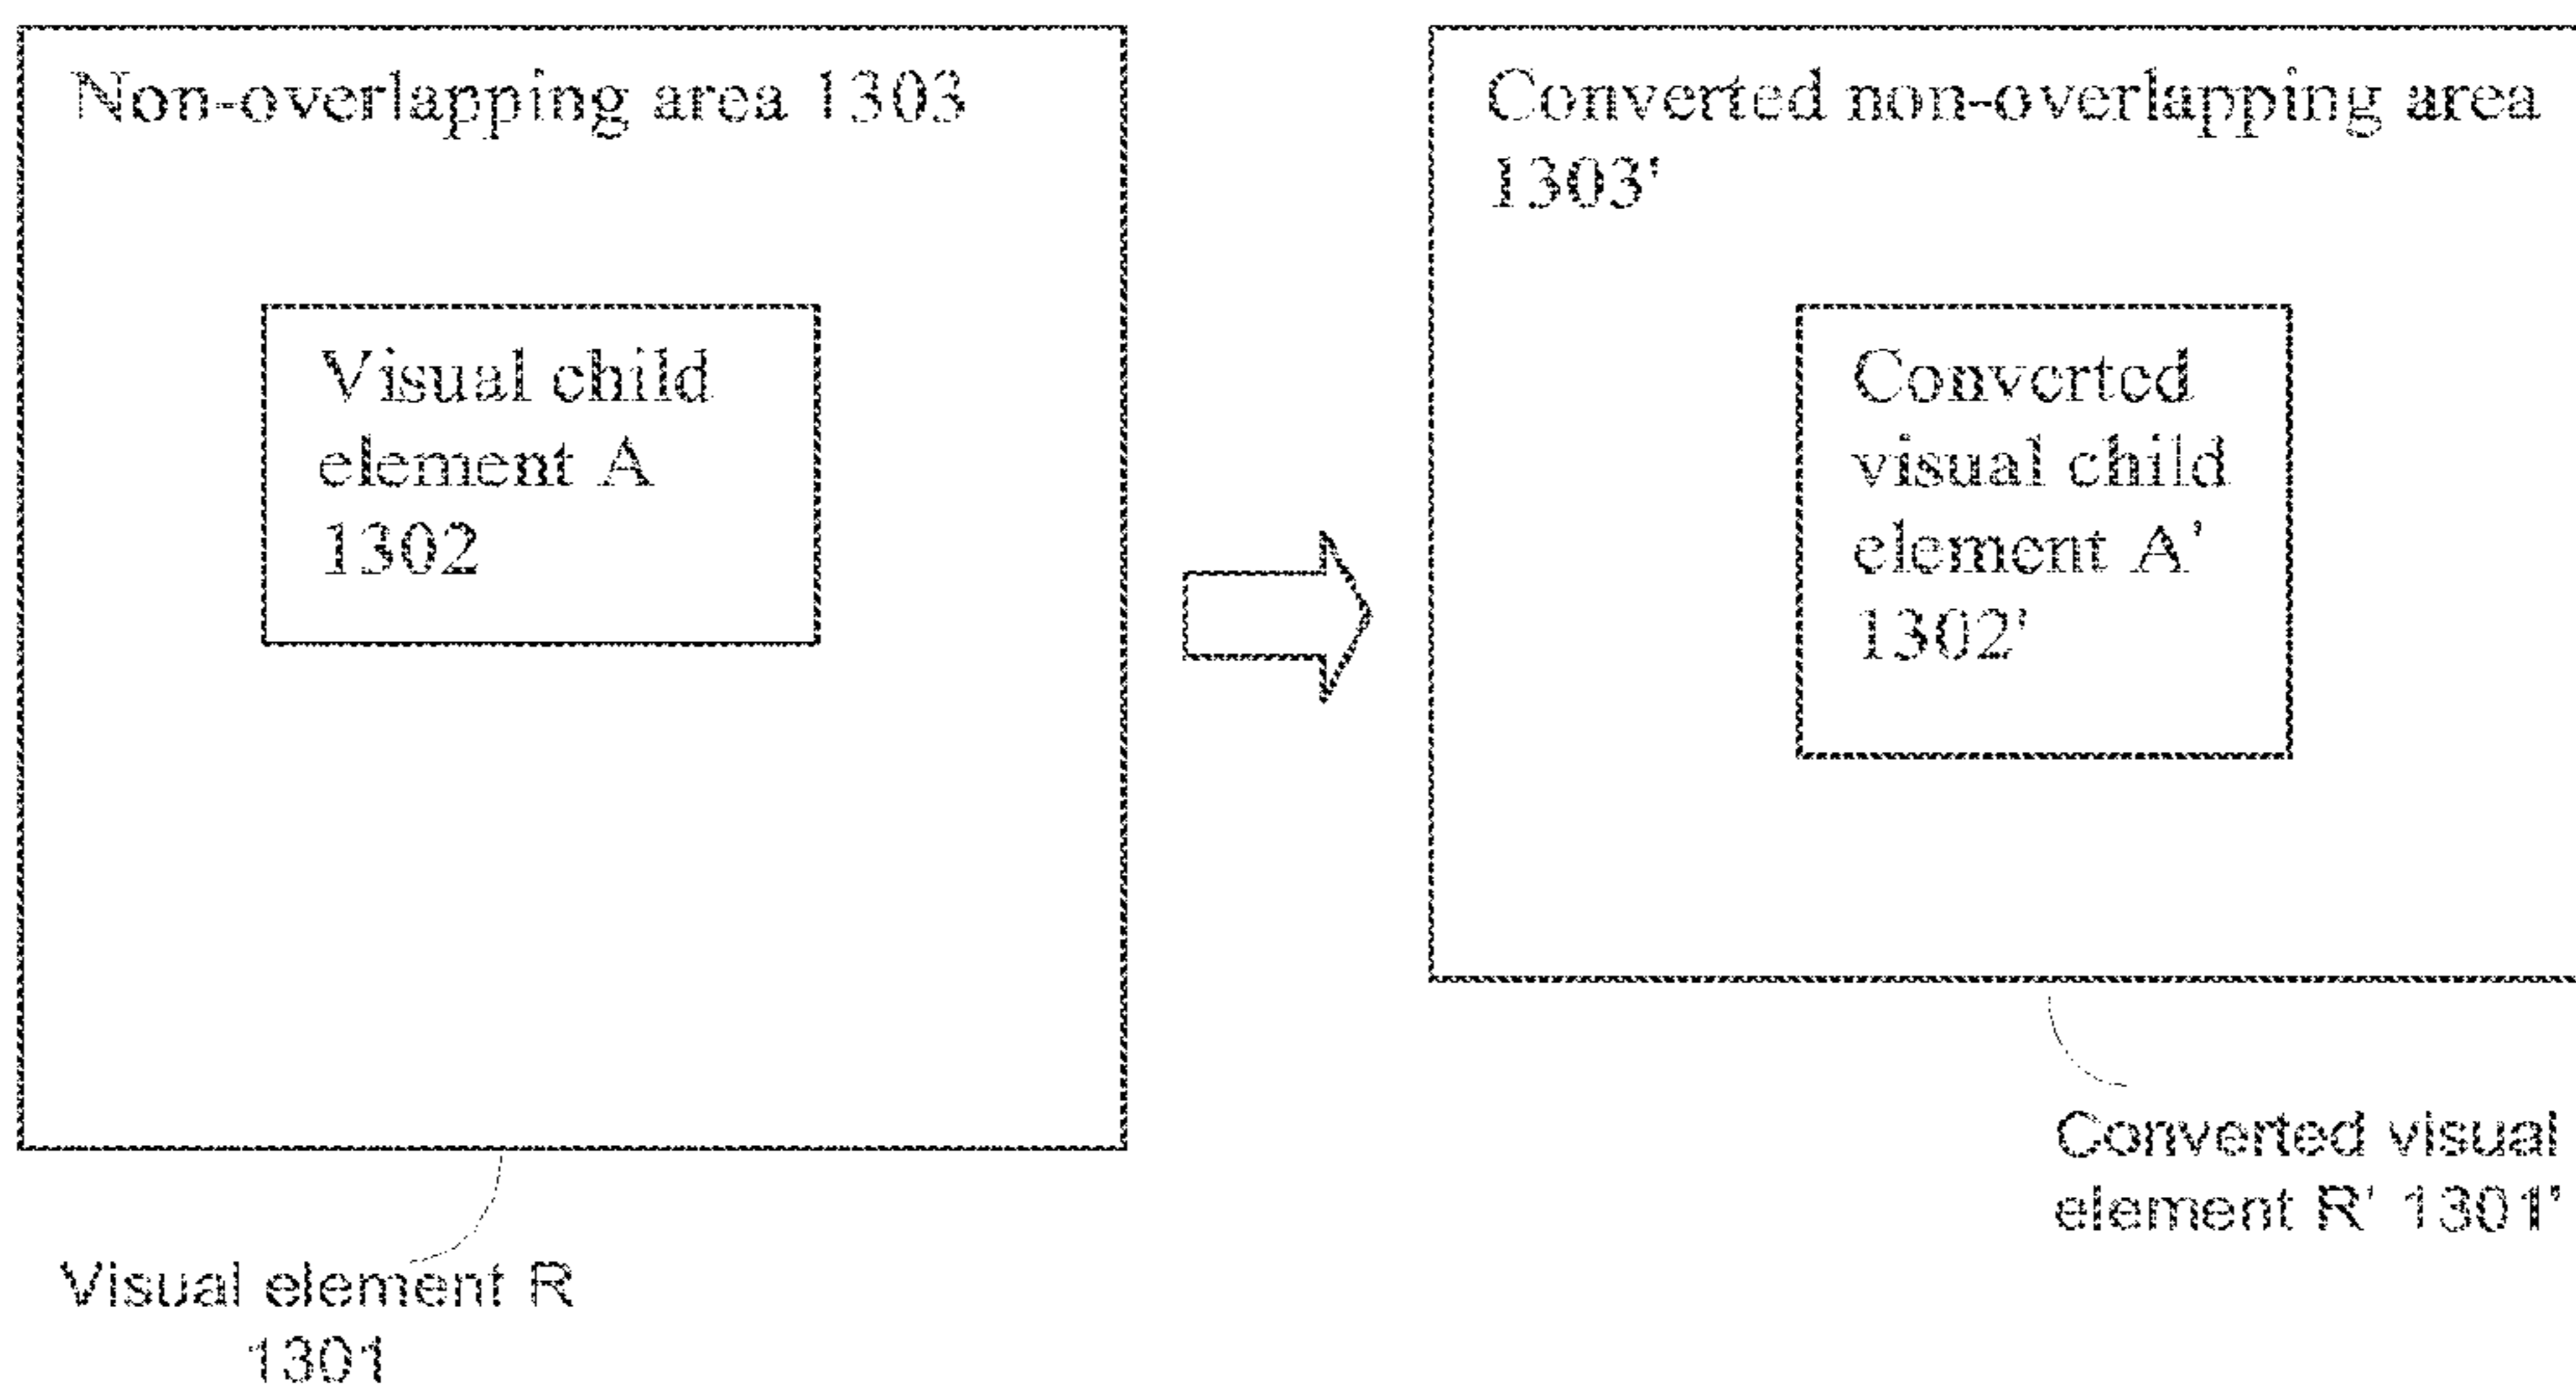 Non-overlapping area 1303
Visual child
element A
1302
Visual element R
1301
Converted non-overlapping area
1303'
Converted
visual child
element A'
1302'
Converted visual
element R' 1301'